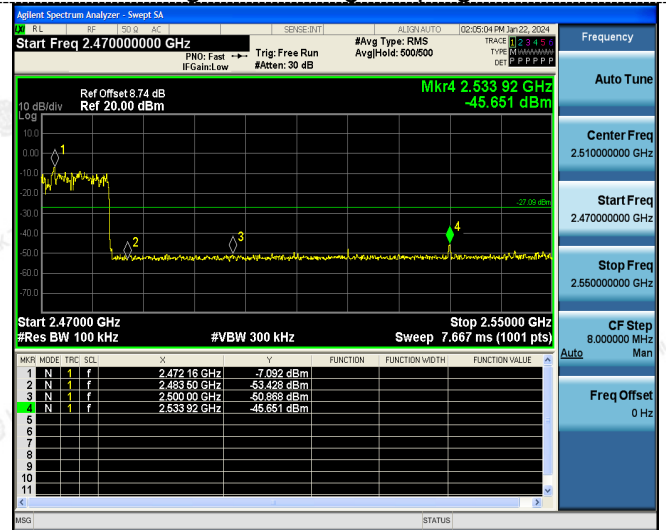 Agilent Spectrum Analyzer - Swept SA
LXI RL RF 50 Ω AC SENSE:INT ALIGN AUTO 02:05:04 PM Jan 22, 2024
Start Freq 2.470000000 GHz
PNO: Fast
IFGain:Low
Trig: Free Run
#Atten: 30 dB
#Avg Type: RMS
Avg|Hold: 500/500
TRACE 1 2 3 4 5 6
TYPE M
DET P P P P P P
Frequency
Auto Tune
Center Freq
2.510000000 GHz
Start Freq
2.470000000 GHz
Stop Freq
2.550000000 GHz
CF Step
8.000000 MHz
Auto Man
Freq Offset
0 Hz
Mkr4 2.533 92 GHz
-45.651 dBm
Ref Offset 8.74 dB
10 dB/div Ref 20.00 dBm
Log
10.0
0.00
-10.0
-20.0
-30.0
-40.0
-50.0
-60.0
-70.0
1
2
3
4
-27.09 dBm
Start 2.47000 GHz Stop 2.55000 GHz
#Res BW 100 kHz #VBW 300 kHz Sweep 7.667 ms (1001 pts)
MKR MODE TRC SCL X Y FUNCTION FUNCTION WIDTH FUNCTION VALUE
1 N 1 f 2.472 16 GHz -7.092 dBm
2 N 1 f 2.483 50 GHz -53.428 dBm
3 N 1 f 2.500 00 GHz -50.868 dBm
4 N 1 f 2.533 92 GHz -45.651 dBm
5
6
7
8
9
10
11
MSG STATUS